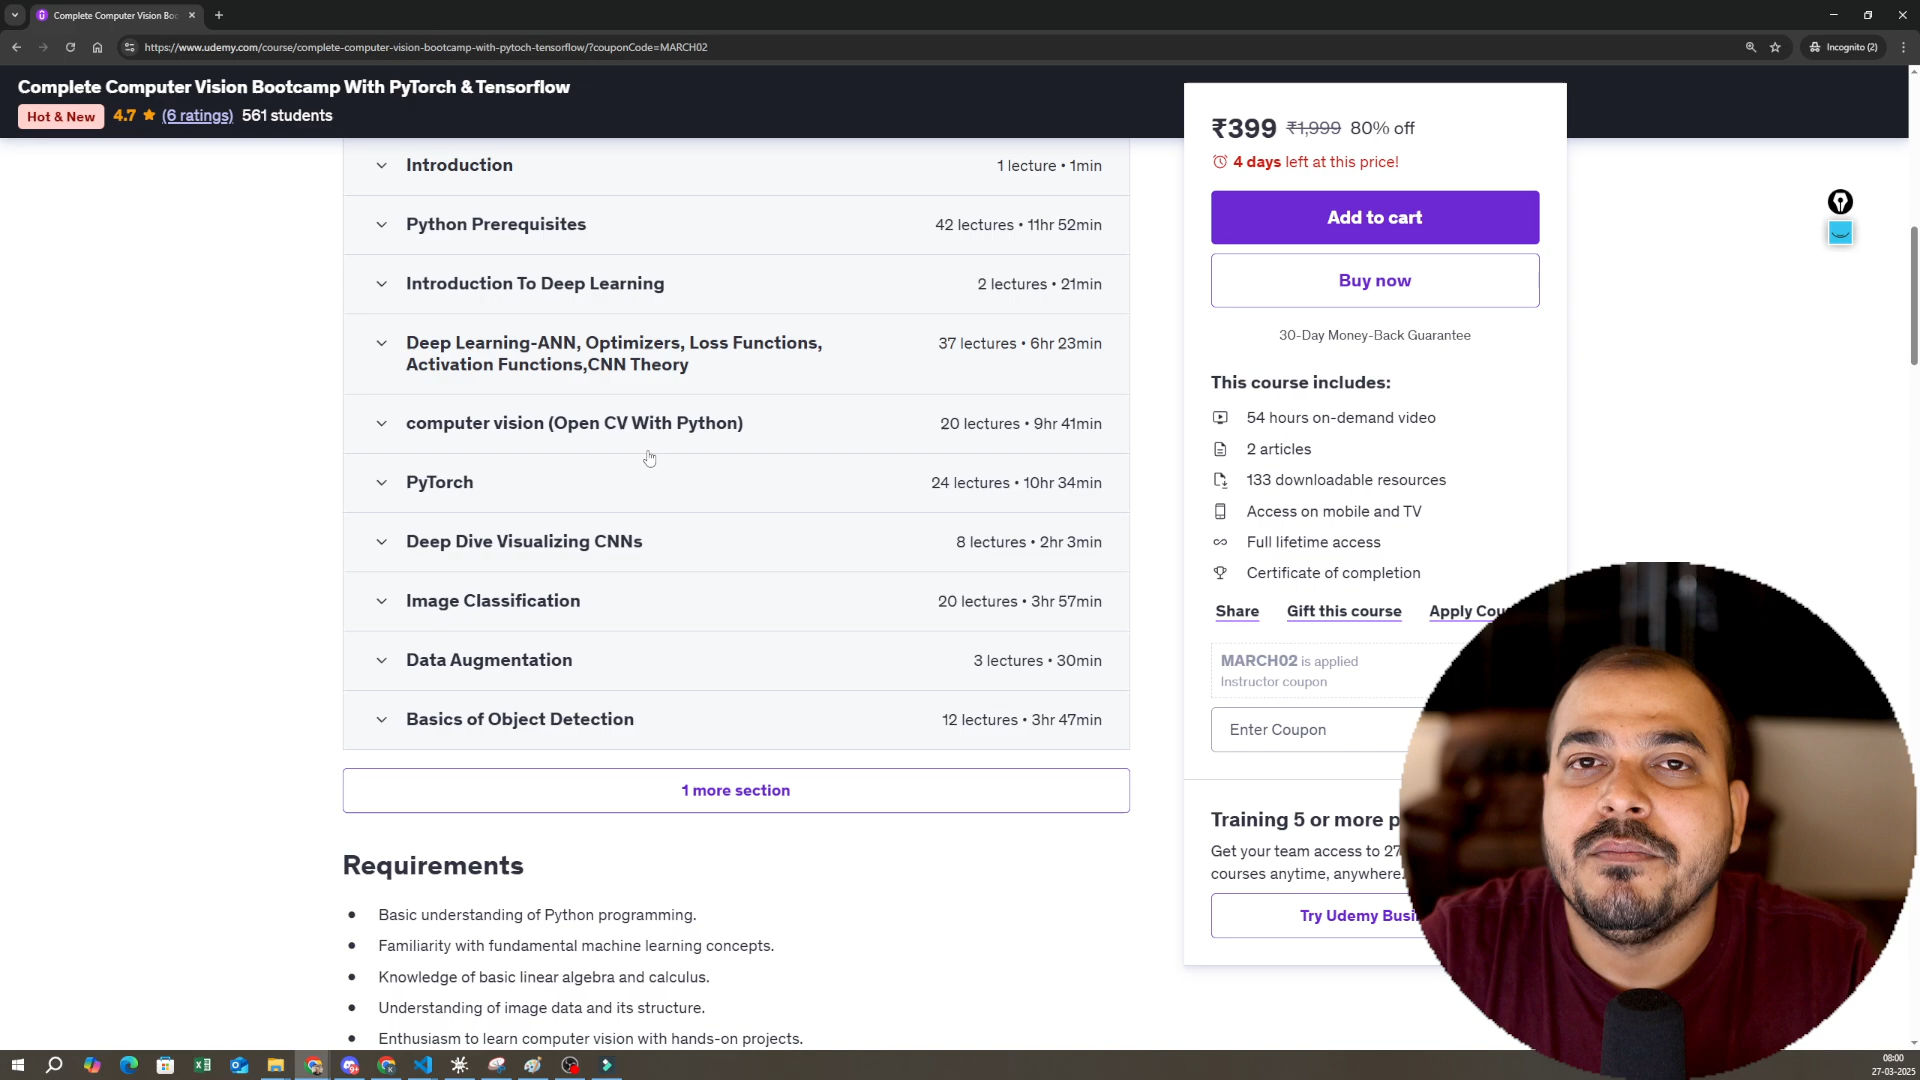 Complete Computer Vision Boo
https://www.udemy.com/course/complete-computer-vision-bootcamp-with-pytoch-tensorflow/?couponCode=MARCH02
Incognito (2)
Complete Computer Vision Bootcamp With PyTorch & Tensorflow
Hot & New 4.7 (6 ratings) 561 students
Introduction 1 lecture • 1min
Python Prerequisites 42 lectures • 11hr 52min
Introduction To Deep Learning 2 lectures • 21min
Deep Learning-ANN, Optimizers, Loss Functions,
Activation Functions,CNN Theory 37 lectures • 6hr 23min
computer vision (Open CV With Python) 20 lectures • 9hr 41min
PyTorch 24 lectures • 10hr 34min
Deep Dive Visualizing CNNs 8 lectures • 2hr 3min
Image Classification 20 lectures • 3hr 57min
Data Augmentation 3 lectures • 30min
Basics of Object Detection 12 lectures • 3hr 47min
1 more section
Requirements
Basic understanding of Python programming.
Familiarity with fundamental machine learning concepts.
Knowledge of basic linear algebra and calculus.
Understanding of image data and its structure.
Enthusiasm to learn computer vision with hands-on projects.
₹399 ₹1,999 80% off
4 days left at this price!
Add to cart
Buy now
30-Day Money-Back Guarantee
This course includes:
54 hours on-demand video
2 articles
133 downloadable resources
Access on mobile and TV
Full lifetime access
Certificate of completion
Share Gift this course Apply Cou
MARCH02 is applied
Instructor coupon
Enter Coupon
Training 5 or more p
Get your team access to 27
courses anytime, anywhere.
Try Udemy Busi
08:00
27-03-2025